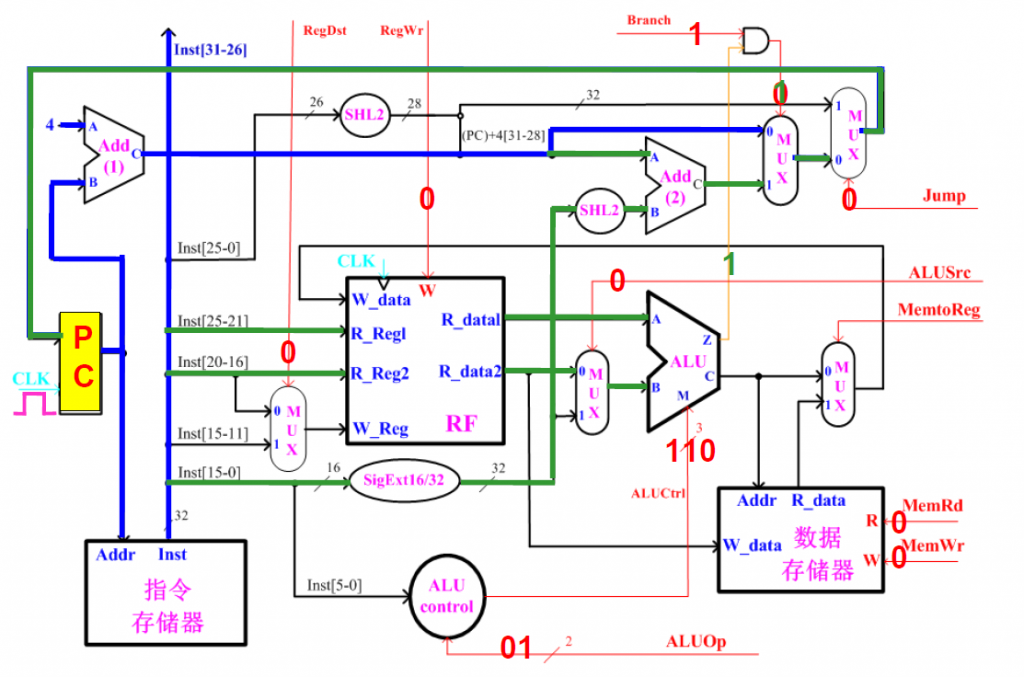 Branch
1
RegDst
RegWr
Inst[31-26]
26
SHL2
28
32
0
1
1
M
U
X
0
4
A
Add
(1)
C
B
(PC)+4[31-28]
0
M
U
X
1
A
Add
(2)
C
B
SHL2
0
Jump
0
Inst[25-0]
CLK
W
W_data
1
0
ALUSrc
MemtoReg
Inst[25-21]
R_Reg1
R_data1
A
Z
ALU
C
B
M
P
C
CLK
0
Inst[20-16]
R_Reg2
R_data2
0
M
U
X
1
0
M
U
X
1
0
M
U
X
1
Inst[15-11]
W_Reg
RF
3
110
Inst[15-0]
16
SigExt16/32
32
ALUCtrl
32
Addr
Inst
指令
存储器
Addr
R_data
W_data
数据
存储器
R
0
MemRd
W
0
MemWr
Inst[5-0]
ALU
control
01
2
ALUOp